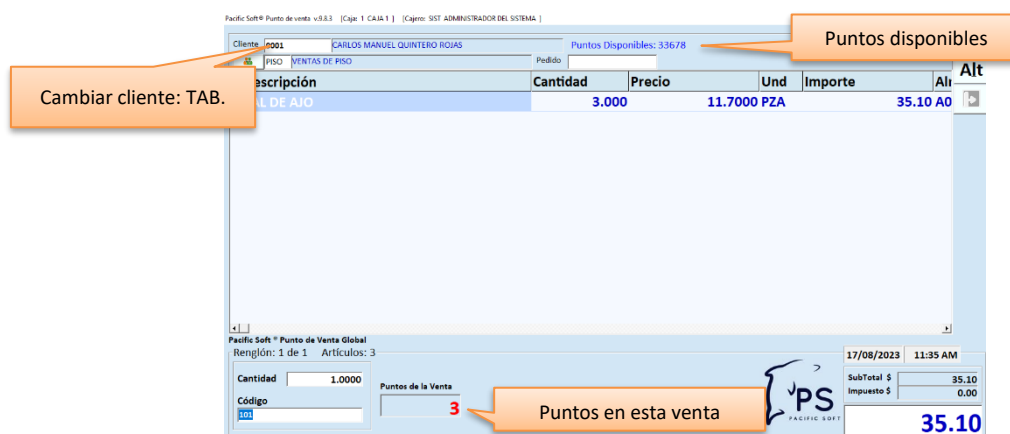 Pacific Soft® Punto de venta v.9.8.3 [Caja: 1 CAJA 1 ] [Cajero: SIST ADMINISTRADOR DEL SISTEMA ]
Cliente 0001 CARLOS MANUEL QUINTERO ROJAS Puntos Disponibles: 33678
Puntos disponibles
PISO VENTAS DE PISO Pedido
Alt
escripción Cantidad Precio Und Importe Al
Cambiar cliente: TAB.
AL DE AJO 3.000 11.7000 PZA 35.10 A0
Pacific Soft ® Punto de Venta Global
Renglón: 1 de 1 Artículos: 3
17/08/2023 11:35 AM
Cantidad 1.0000
Puntos de la Venta
SubTotal $ 35.10
Impuesto $ 0.00
Código
101
3
Puntos en esta venta
PS
PACIFIC SOFT
35.10